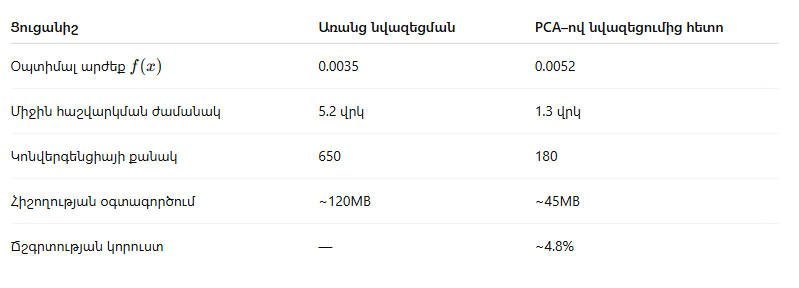 Ցուցանիշ Առանց նվազեցման PCA–ով նվազեցումից հետո
Օպտիմալ արժեք f(x) 0.0035 0.0052
Միջին հաշվարկման ժամանակ 5.2 վրկ 1.3 վրկ
Կոնվերգենցիայի քանակ 650 180
Հիշողության օգտագործում ~120MB ~45MB
Ճշգրտության կորուստ — ~4.8%